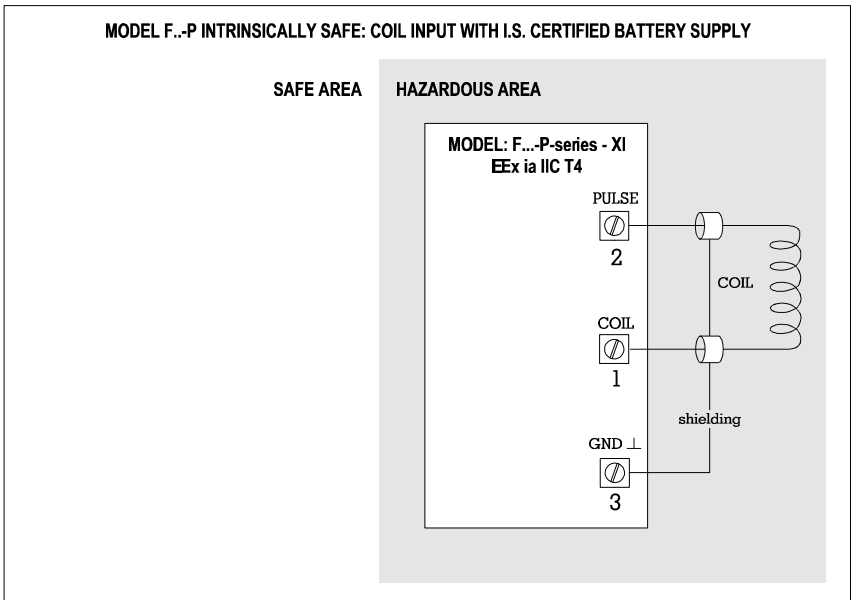 MODEL F..-P INTRINSICALLY SAFE: COIL INPUT WITH I.S. CERTIFIED BATTERY SUPPLY
SAFE AREA
HAZARDOUS AREA
MODEL: F...-P-series - XI
EEx ia IIC T4
PULSE
2
COIL
COIL
1
shielding
GND ⊥
3